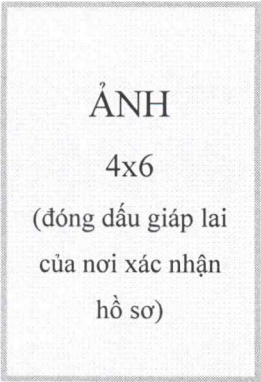 ẢNH
4x6
(đóng dấu giáp lai
của nơi xác nhận
hồ sơ)